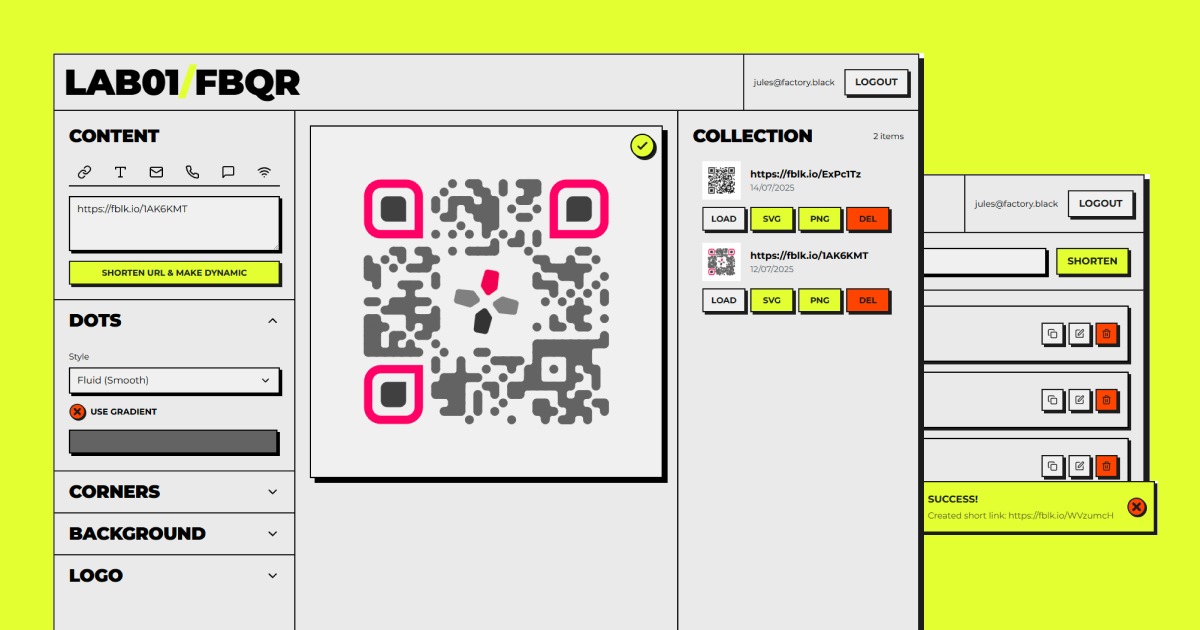 LAB01/FBQR
jules@factory.black
LOGOUT
CONTENT
https://fblk.io/1AK6KMT
SHORTEN URL & MAKE DYNAMIC
DOTS
Style
Fluid (Smooth)
USE GRADIENT
CORNERS
BACKGROUND
LOGO
COLLECTION
2 items
https://fblk.io/ExPc1Tz
14/07/2025
LOAD
SVG
PNG
DEL
https://fblk.io/1AK6KMT
12/07/2025
LOAD
SVG
PNG
DEL
jules@factory.black
LOGOUT
SHORTEN
SUCCESS!
Created short link: https://fblk.io/WVzumcH